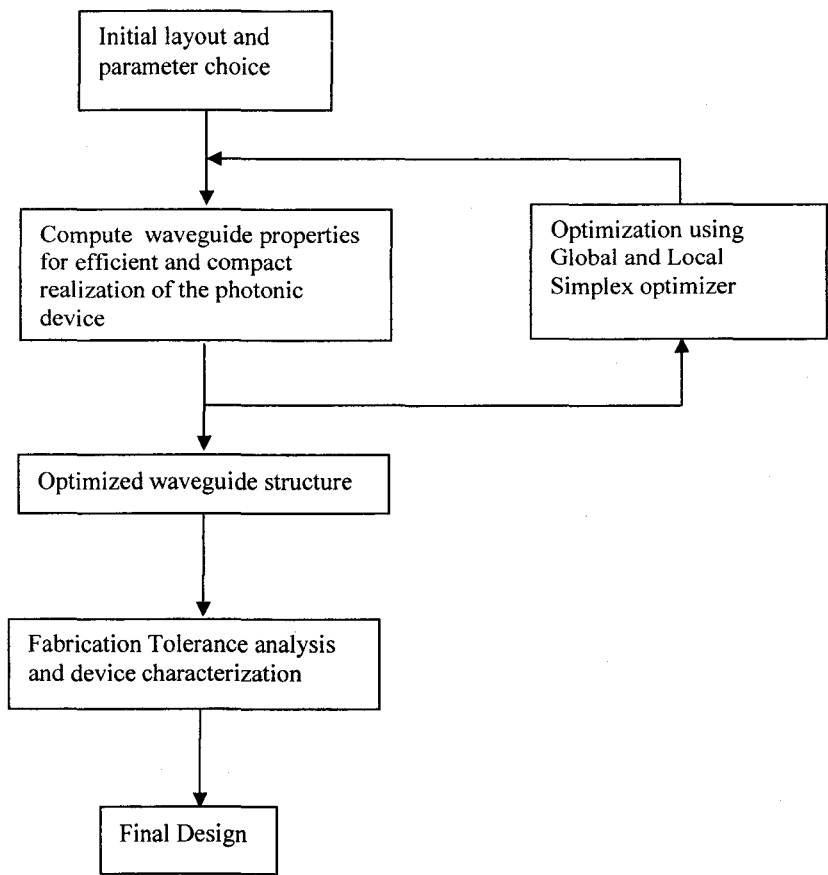 Initial layout and
parameter choice
Compute waveguide properties
for efficient and compact
realization of the photonic
device
Optimization using
Global and Local
Simplex optimizer
Optimized waveguide structure
Fabrication Tolerance analysis
and device characterization
Final Design